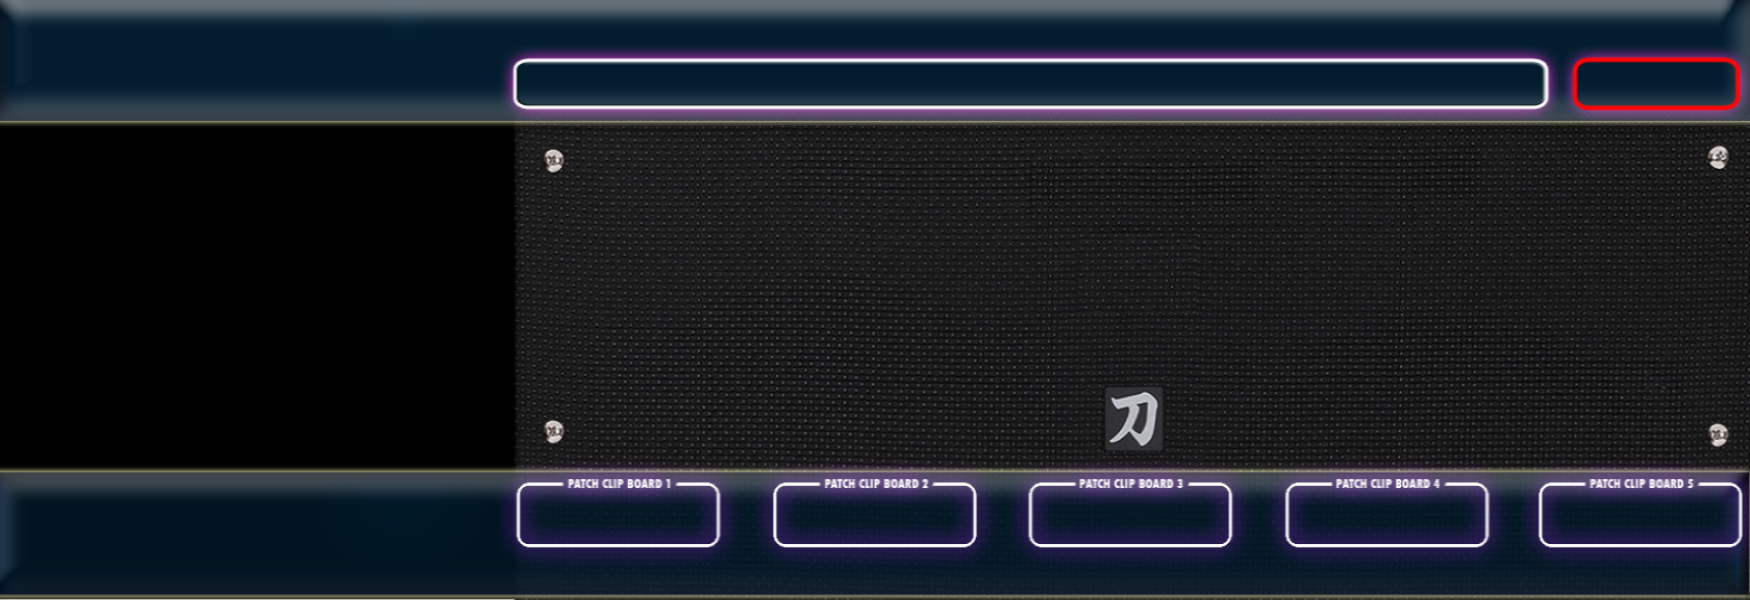 刀
PATCH CLIP BOARD 1
PATCH CLIP BOARD 2
PATCH CLIP BOARD 3
PATCH CLIP BOARD 4
PATCH CLIP BOARD 5